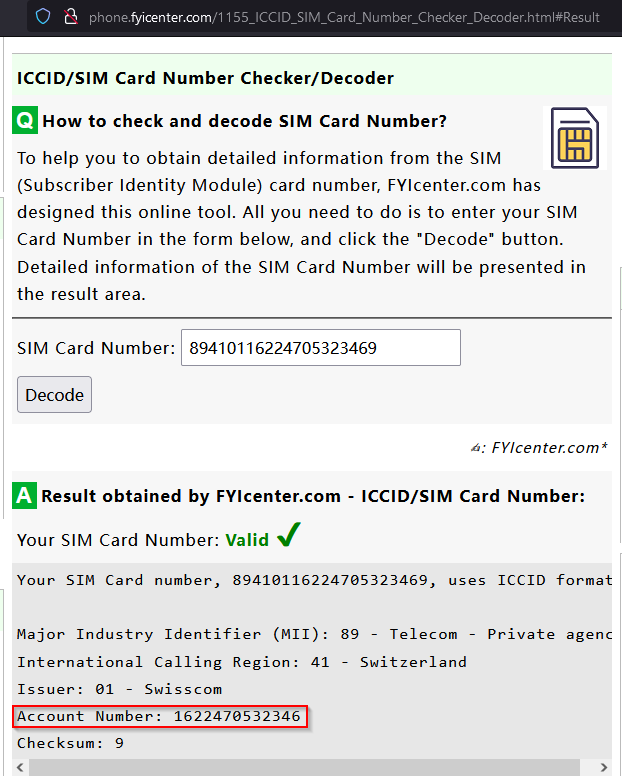 phone.fyicenter.com/1155_ICCID_SIM_Card_Number_Checker_Decoder.html#Result
ICCID/SIM Card Number Checker/Decoder
Q How to check and decode SIM Card Number?
To help you to obtain detailed information from the SIM
(Subscriber Identity Module) card number, FYIcenter.com has
designed this online tool. All you need to do is to enter your SIM
Card Number in the form below, and click the "Decode" button.
Detailed information of the SIM Card Number will be presented in
the result area.
SIM Card Number: 89410116224705323469
Decode
✍: FYIcenter.com*
A Result obtained by FYIcenter.com - ICCID/SIM Card Number:
Your SIM Card Number: Valid ✔
Your SIM Card number, 89410116224705323469, uses ICCID format
Major Industry Identifier (MII): 89 - Telecom - Private agenc
International Calling Region: 41 - Switzerland
Issuer: 01 - Swisscom
Account Number: 1622470532346
Checksum: 9